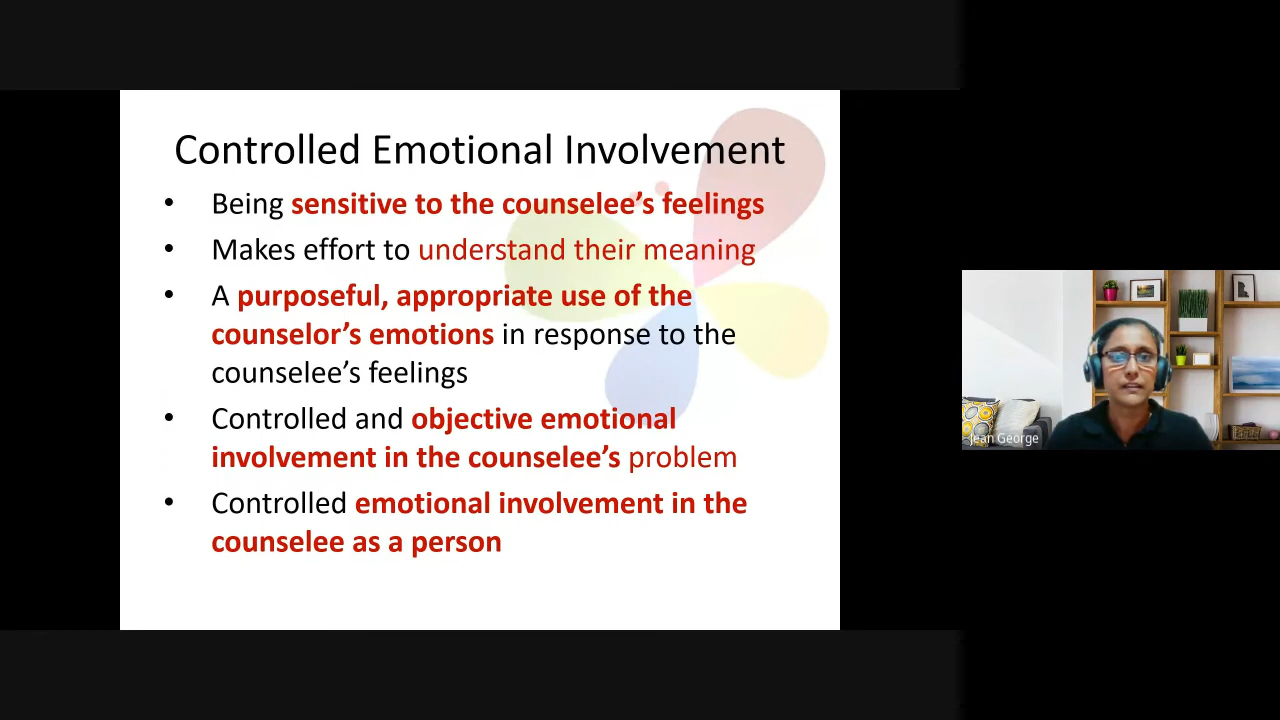 Controlled Emotional Involvement
• Being sensitive to the counselee’s feelings
• Makes effort to understand their meaning
• A purposeful, appropriate use of the
counselor’s emotions in response to the
counselee’s feelings
• Controlled and objective emotional
involvement in the counselee’s problem
• Controlled emotional involvement in the
counselee as a person
Jean George